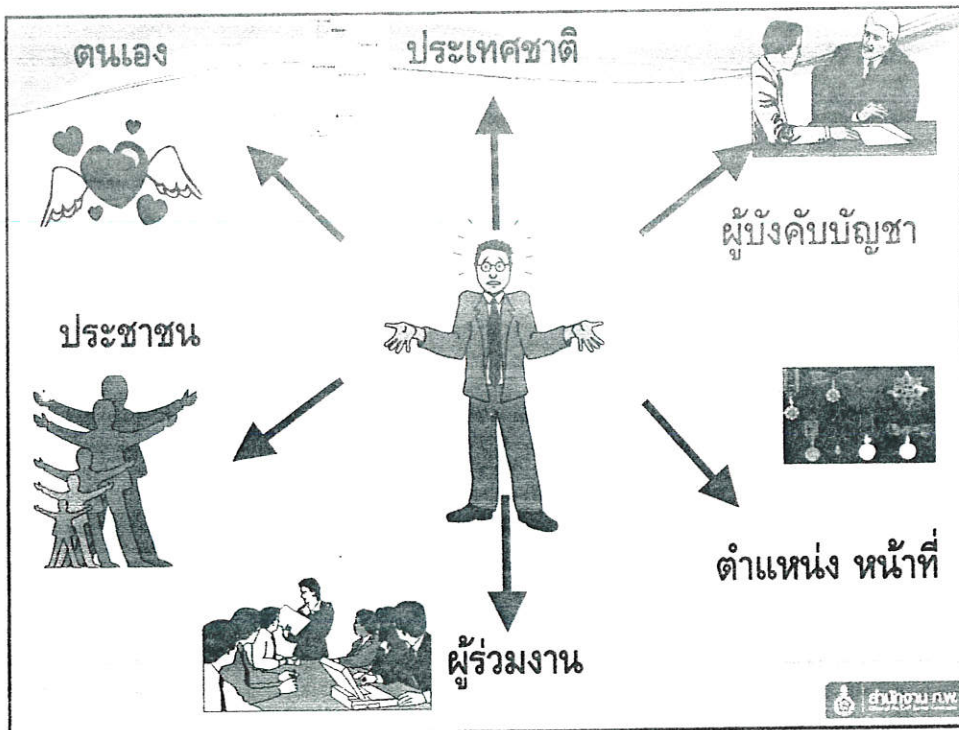 ตนเอง
ประเทศชาติ
ผู้บังคับบัญชา
ประชาชน
ตำแหน่ง หน้าที่
ผู้ร่วมงาน
สำนักงาน ก.พ.